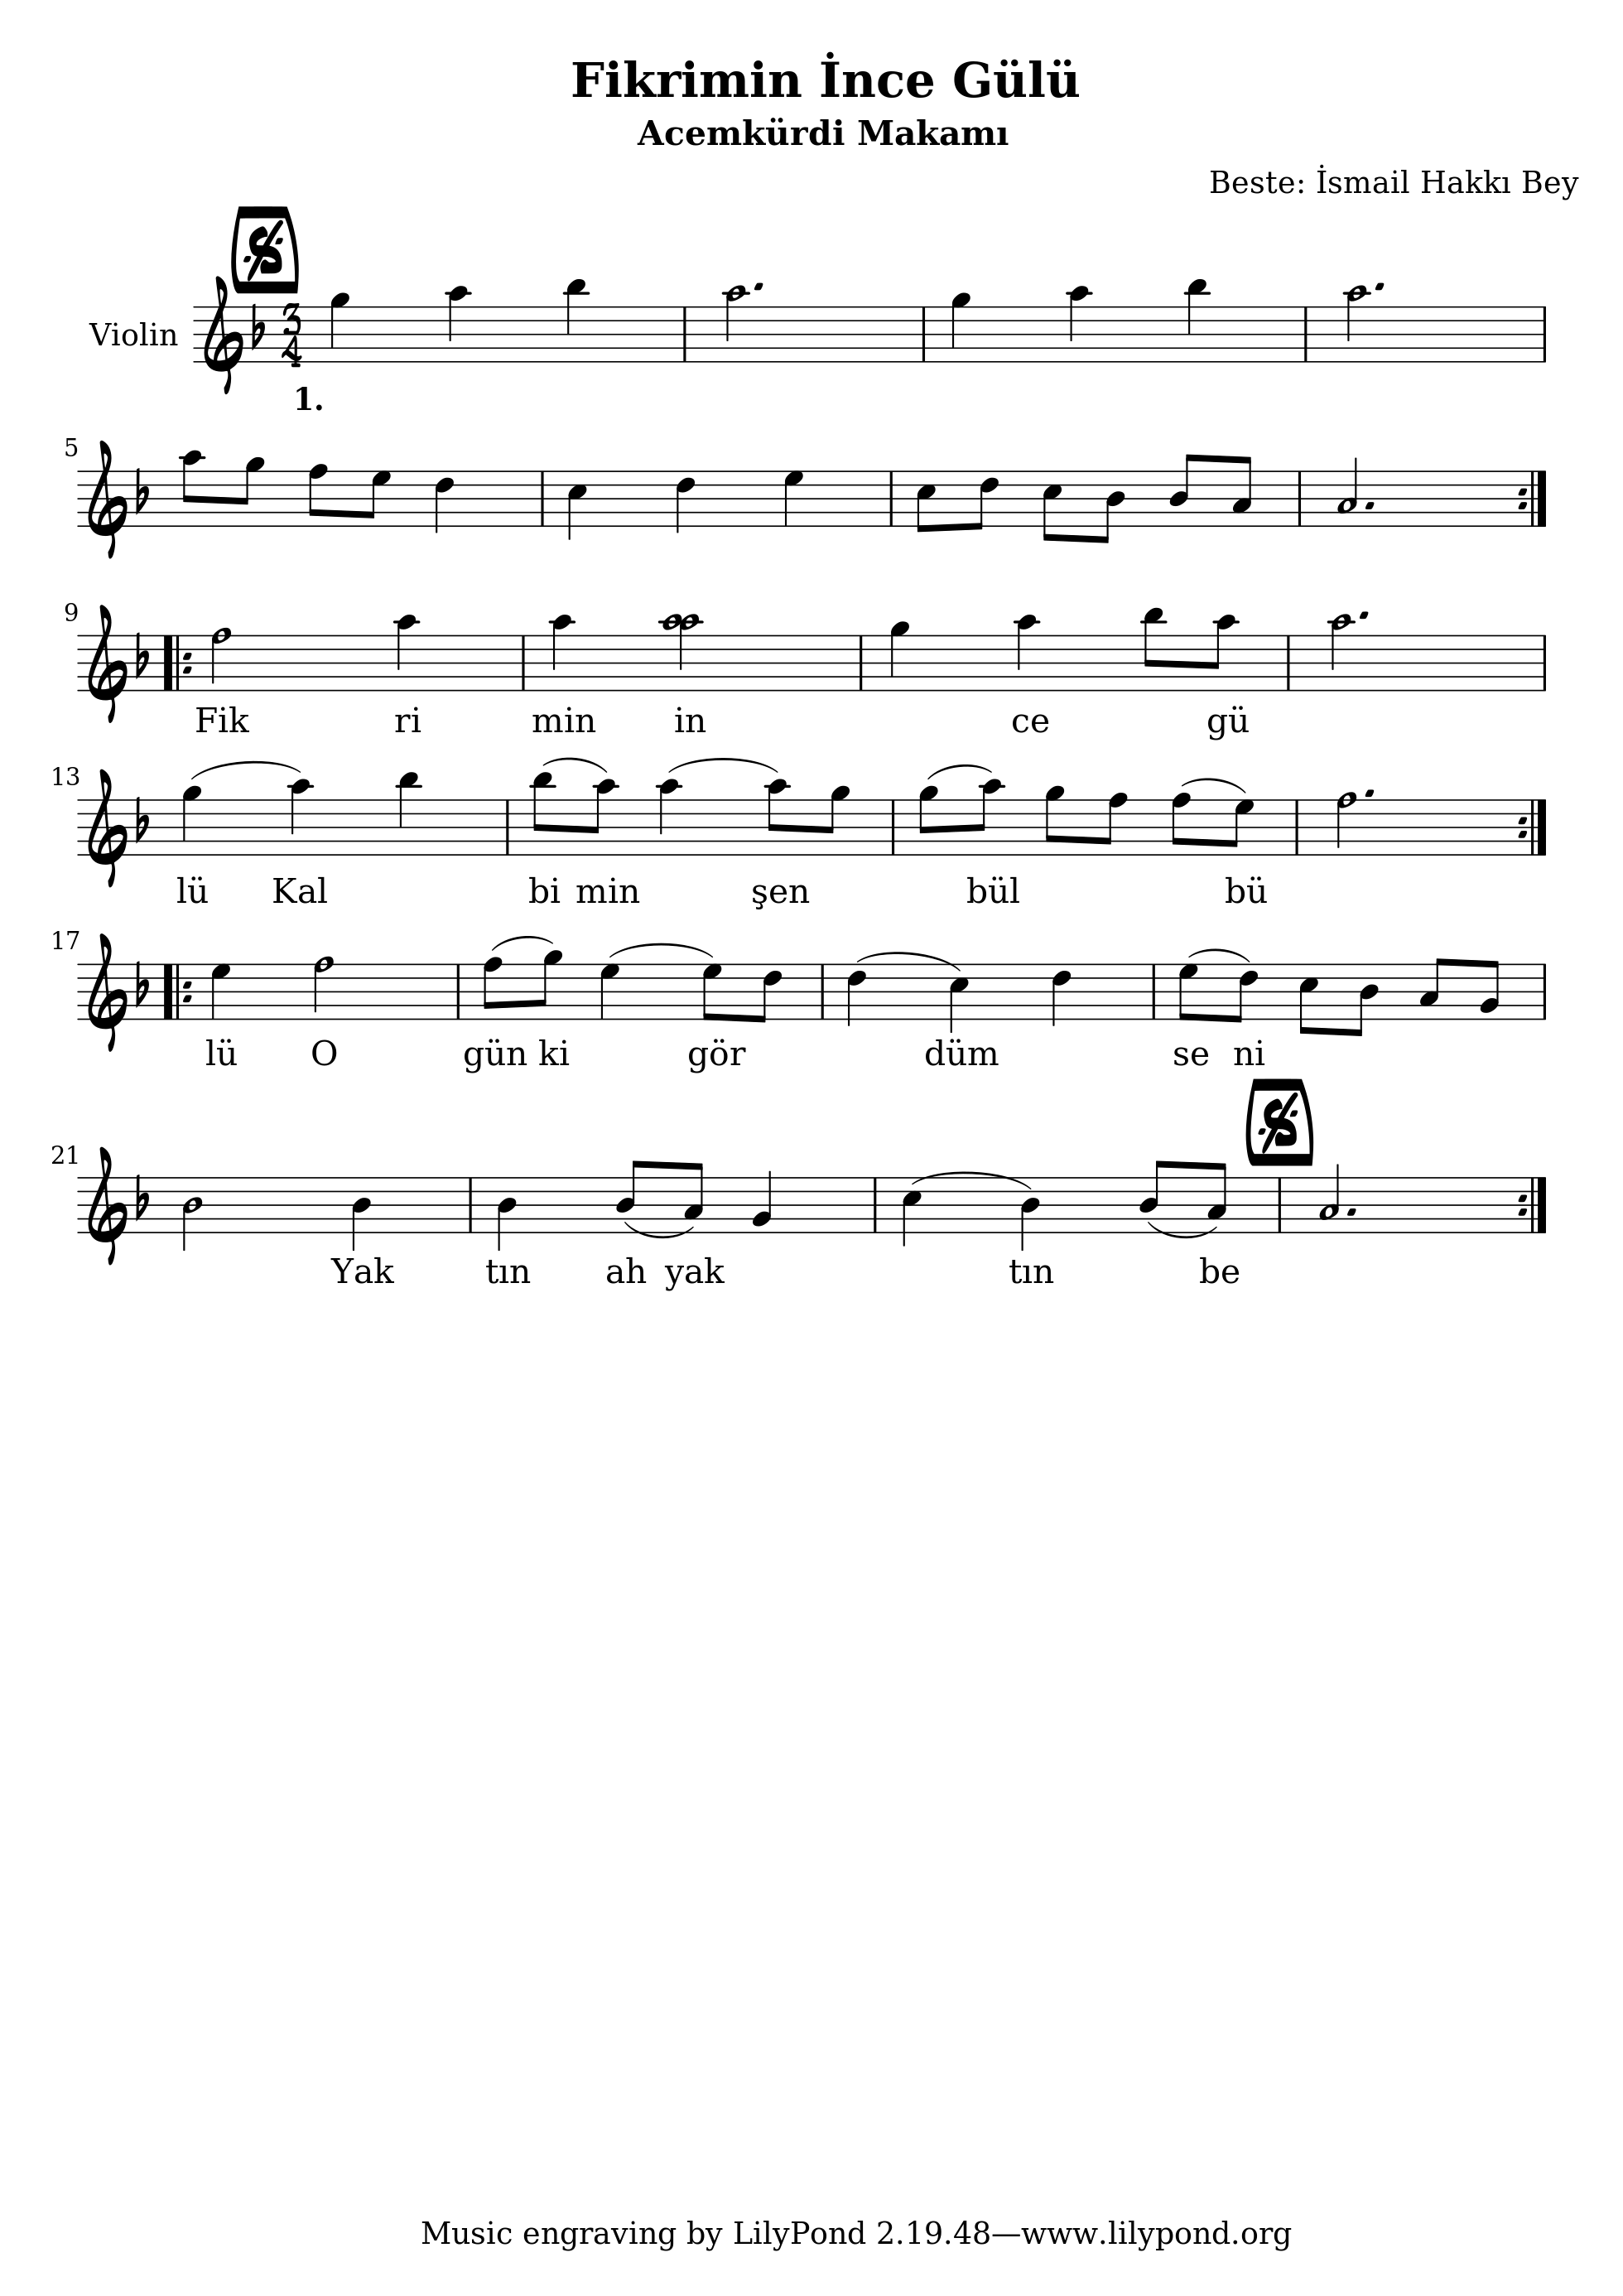 Fikrimin İnce Gülü
Acemkürdi Makamı
Beste: İsmail Hakkı Bey
Violin
3
4
1.
5
9
Fik ri min in ce gü
13
lü Kal bi min şen bül bü
17
lü O gün ki gör düm se ni
21
Yak tın ah yak tın be
Music engraving by LilyPond 2.19.48—www.lilypond.org